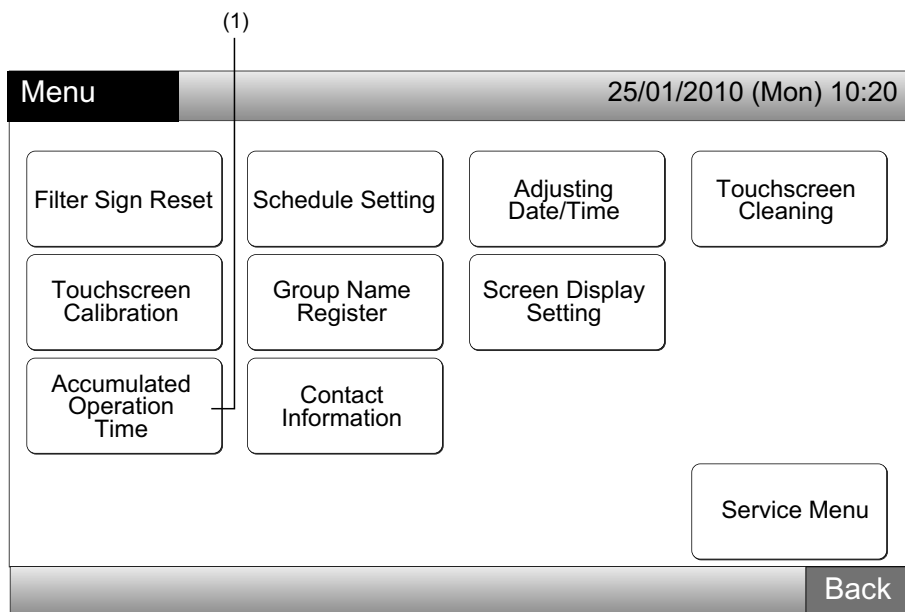 (1)
Menu
25/01/2010 (Mon) 10:20
Filter Sign Reset
Schedule Setting
Adjusting
Date/Time
Touchscreen
Cleaning
Touchscreen
Calibration
Group Name
Register
Screen Display
Setting
Accumulated
Operation
Time
Contact
Information
Service Menu
Back